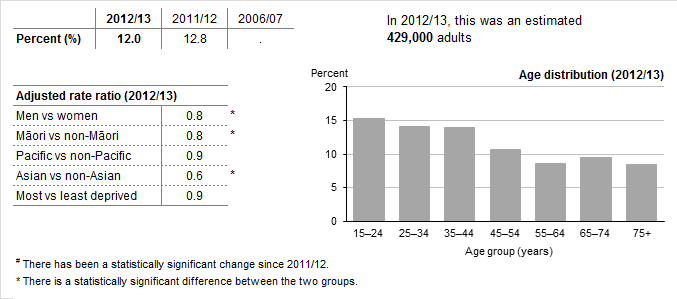 2012/13 2011/12 2006/07
Percent (%) 12.0 12.8 .
In 2012/13, this was an estimated
429,000 adults
Adjusted rate ratio (2012/13)
Men vs women 0.8 *
Māori vs non-Māori 0.8 *
Pacific vs non-Pacific 0.9
Asian vs non-Asian 0.6 *
Most vs least deprived 0.9
Percent Age distribution (2012/13)
20
15
10
5
0
15–24 25–34 35–44 45–54 55–64 65–74 75+
Age group (years)
# There has been a statistically significant change since 2011/12.
* There is a statistically significant difference between the two groups.